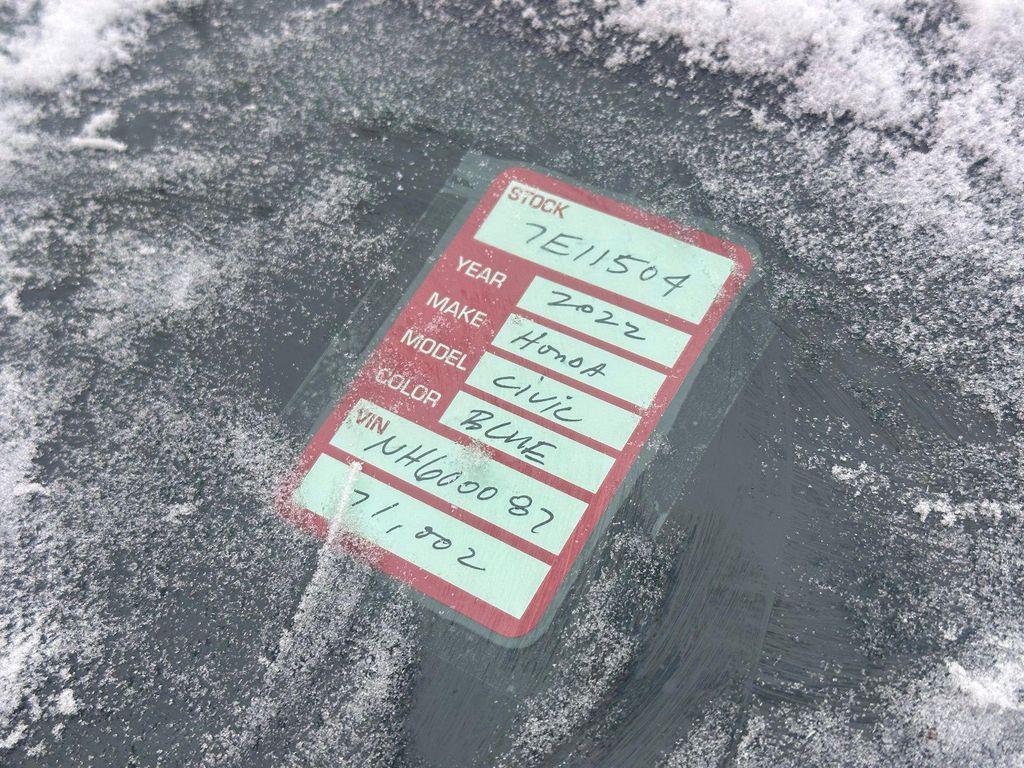 STOCK
7E11504
YEAR 2022
MAKE HONDA
MODEL CIVIC
COLOR BLUE
VIN
NH600087
71,002